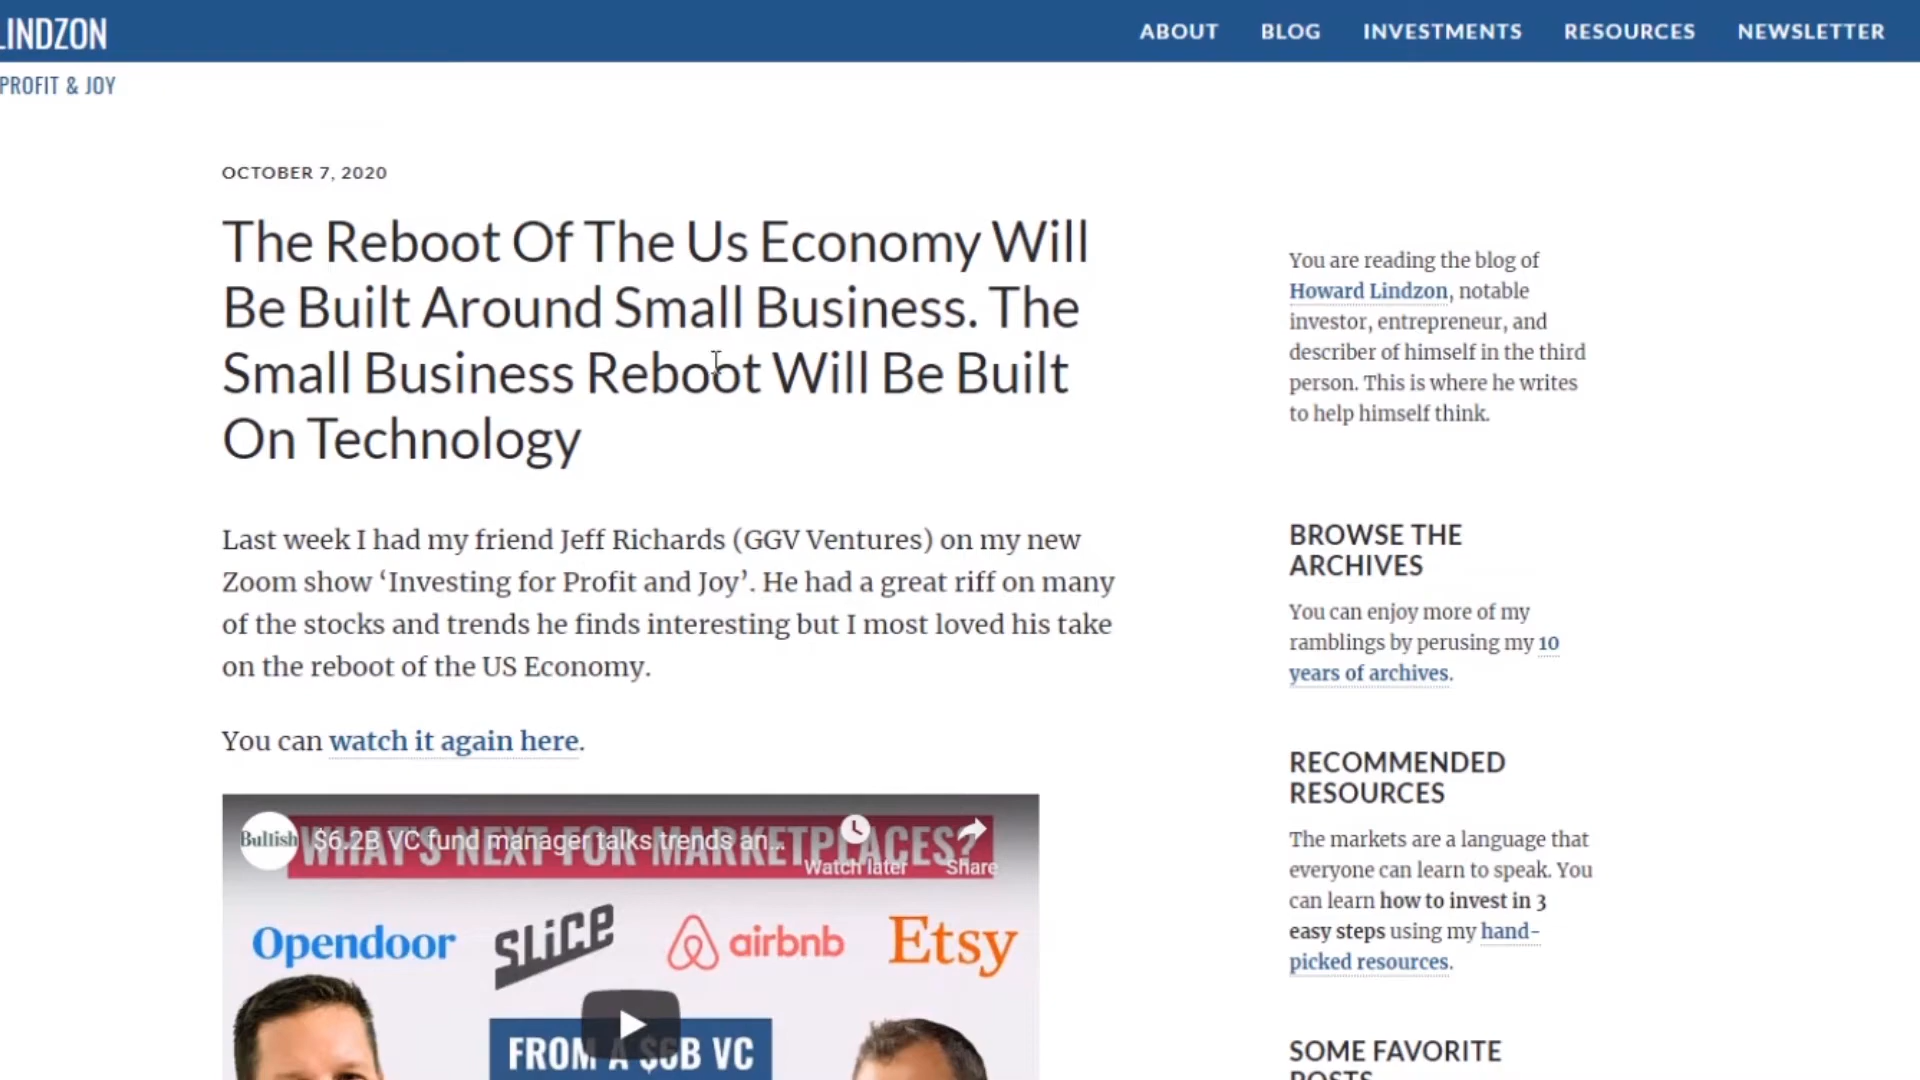 LINDZON
ABOUT BLOG INVESTMENTS RESOURCES NEWSLETTER
PROFIT & JOY
OCTOBER 7, 2020
The Reboot Of The Us Economy Will
Be Built Around Small Business. The
Small Business Reboot Will Be Built
On Technology
Last week I had my friend Jeff Richards (GGV Ventures) on my new
Zoom show ‘Investing for Profit and Joy’. He had a great riff on many
of the stocks and trends he finds interesting but I most loved his take
on the reboot of the US Economy.
You can watch it again here.
Bullish
$6.2B VC fund manager talks trends an...
WHAT'S NEXT FOR MARKETPLACES?
Watch later Share
Opendoor SLiCE airbnb Etsy
FROM A $6B VC
You are reading the blog of
Howard Lindzon, notable
investor, entrepreneur, and
describer of himself in the third
person. This is where he writes
to help himself think.
BROWSE THE
ARCHIVES
You can enjoy more of my
ramblings by perusing my 10
years of archives.
RECOMMENDED
RESOURCES
The markets are a language that
everyone can learn to speak. You
can learn how to invest in 3
easy steps using my hand-
picked resources.
SOME FAVORITE
POSTS